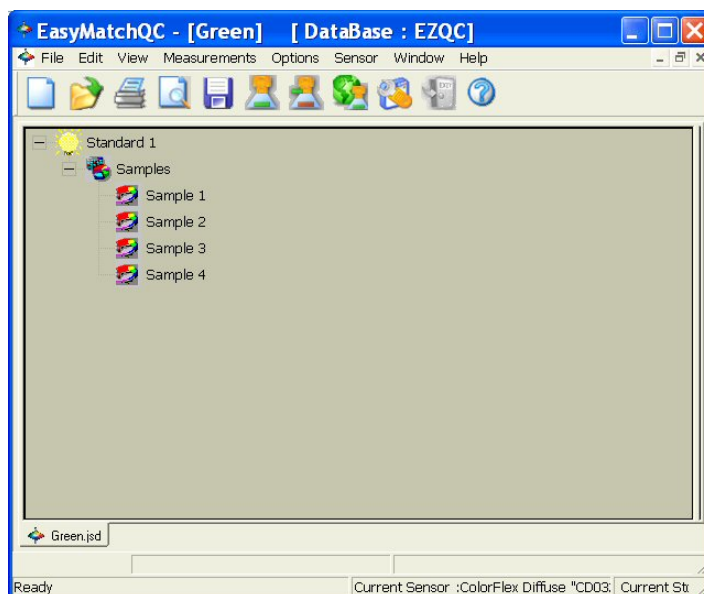 EasyMatchQC - [Green] [ DataBase : EZQC]
File Edit View Measurements Options Sensor Window Help
Standard 1
Samples
Sample 1
Sample 2
Sample 3
Sample 4
Green.jsd
Ready Current Sensor :ColorFlex Diffuse "CD03 Current